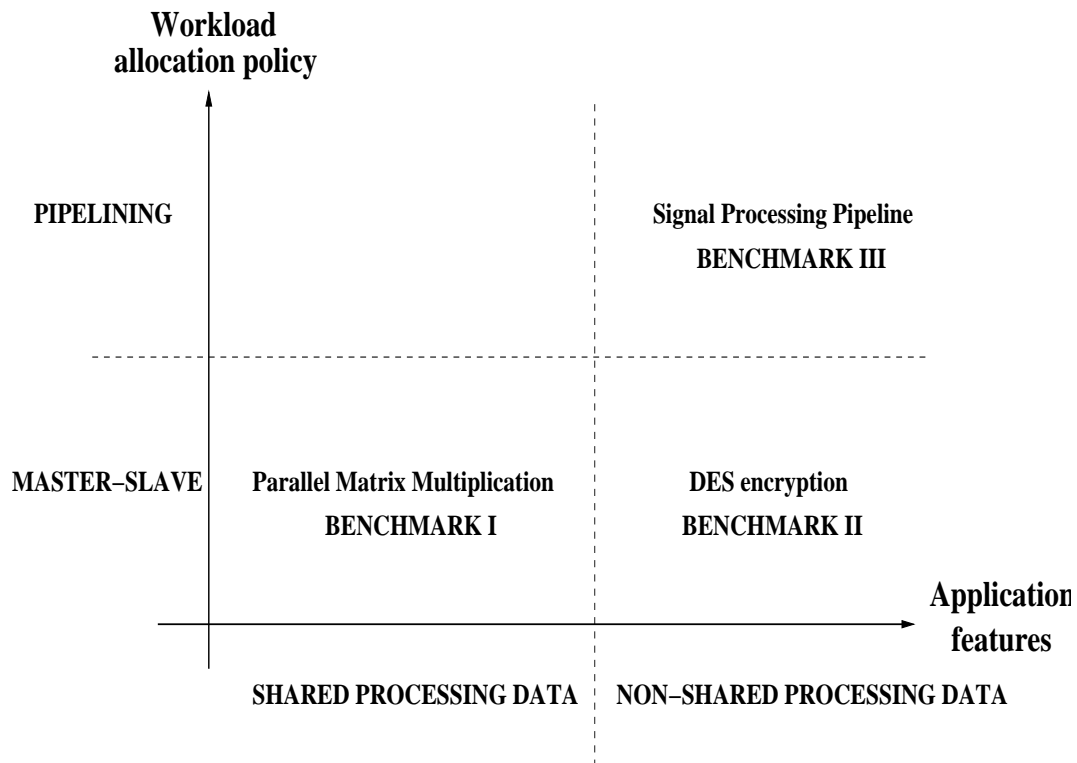 Workload
allocation policy
PIPELINING
Signal Processing Pipeline
BENCHMARK III
MASTER–SLAVE
Parallel Matrix Multiplication
BENCHMARK I
DES encryption
BENCHMARK II
Application
features
SHARED PROCESSING DATA
NON–SHARED PROCESSING DATA